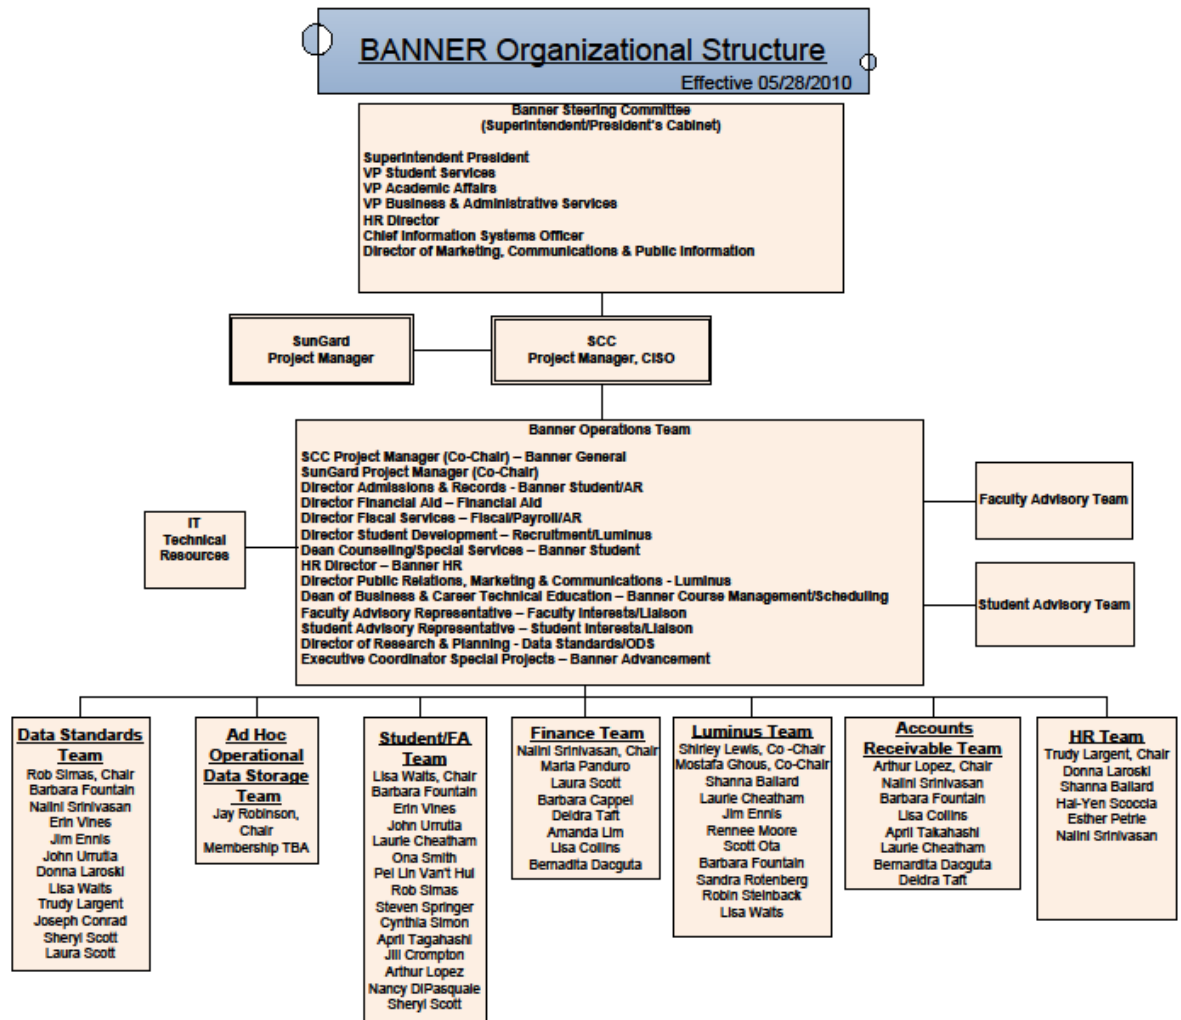 BANNER Organizational Structure
Effective 05/28/2010
Banner Steering Committee
(Superintendent/President's Cabinet)
Superintendent President
VP Student Services
VP Academic Affairs
VP Business & Administrative Services
HR Director
Chief Information Systems Officer
Director of Marketing, Communications & Public Information
SunGard
Project Manager
SCC
Project Manager, CISO
Banner Operations Team
SCC Project Manager (Co-Chair) – Banner General
SunGard Project Manager (Co-Chair)
Director Admissions & Records - Banner Student/AR
Director Financial Aid – Financial Aid
Director Fiscal Services – Fiscal/Payroll/AR
Director Student Development – Recruitment/Luminus
Dean Counseling/Special Services – Banner Student
HR Director – Banner HR
Director Public Relations, Marketing & Communications - Luminus
Dean of Business & Career Technical Education – Banner Course Management/Scheduling
Faculty Advisory Representative – Faculty Interests/Liaison
Student Advisory Representative – Student Interests/Liaison
Director of Research & Planning - Data Standards/ODS
Executive Coordinator Special Projects – Banner Advancement
IT
Technical
Resources
Faculty Advisory Team
Student Advisory Team
Data Standards
Team
Rob Simas, Chair
Barbara Fountain
Nalini Srinivasan
Erin Vines
Jim Ennis
John Urrutia
Donna Laroski
Lisa Waits
Trudy Largent
Joseph Conrad
Sheryl Scott
Laura Scott
Ad Hoc
Operational
Data Storage
Team
Jay Robinson,
Chair
Membership TBA
Student/FA
Team
Lisa Waits, Chair
Barbara Fountain
Erin Vines
John Urrutia
Laurie Cheatham
Ona Smith
Pei Lin Van't Hul
Rob Simas
Steven Springer
Cynthia Simon
April Tagahashi
Jill Crompton
Arthur Lopez
Nancy DiPasquale
Sheryl Scott
Finance Team
Nalini Srinivasan, Chair
Maria Panduro
Laura Scott
Barbara Cappel
Deidra Taft
Amanda Lim
Lisa Collins
Bernadita Dacguta
Luminus Team
Shirley Lewis, Co -Chair
Mostafa Ghous, Co-Chair
Shanna Ballard
Laurie Cheatham
Jim Ennis
Rennee Moore
Scott Ota
Barbara Fountain
Sandra Rotenberg
Robin Steinback
Lisa Waits
Accounts
Receivable Team
Arthur Lopez, Chair
Nalini Srinivasan
Barbara Fountain
Lisa Collins
April Takahashi
Laurie Cheatham
Bernardita Dacguta
Deidra Taft
HR Team
Trudy Largent, Chair
Donna Laroski
Shanna Ballard
Hai-Yen Scoccia
Esther Petrie
Nalini Srinivasan